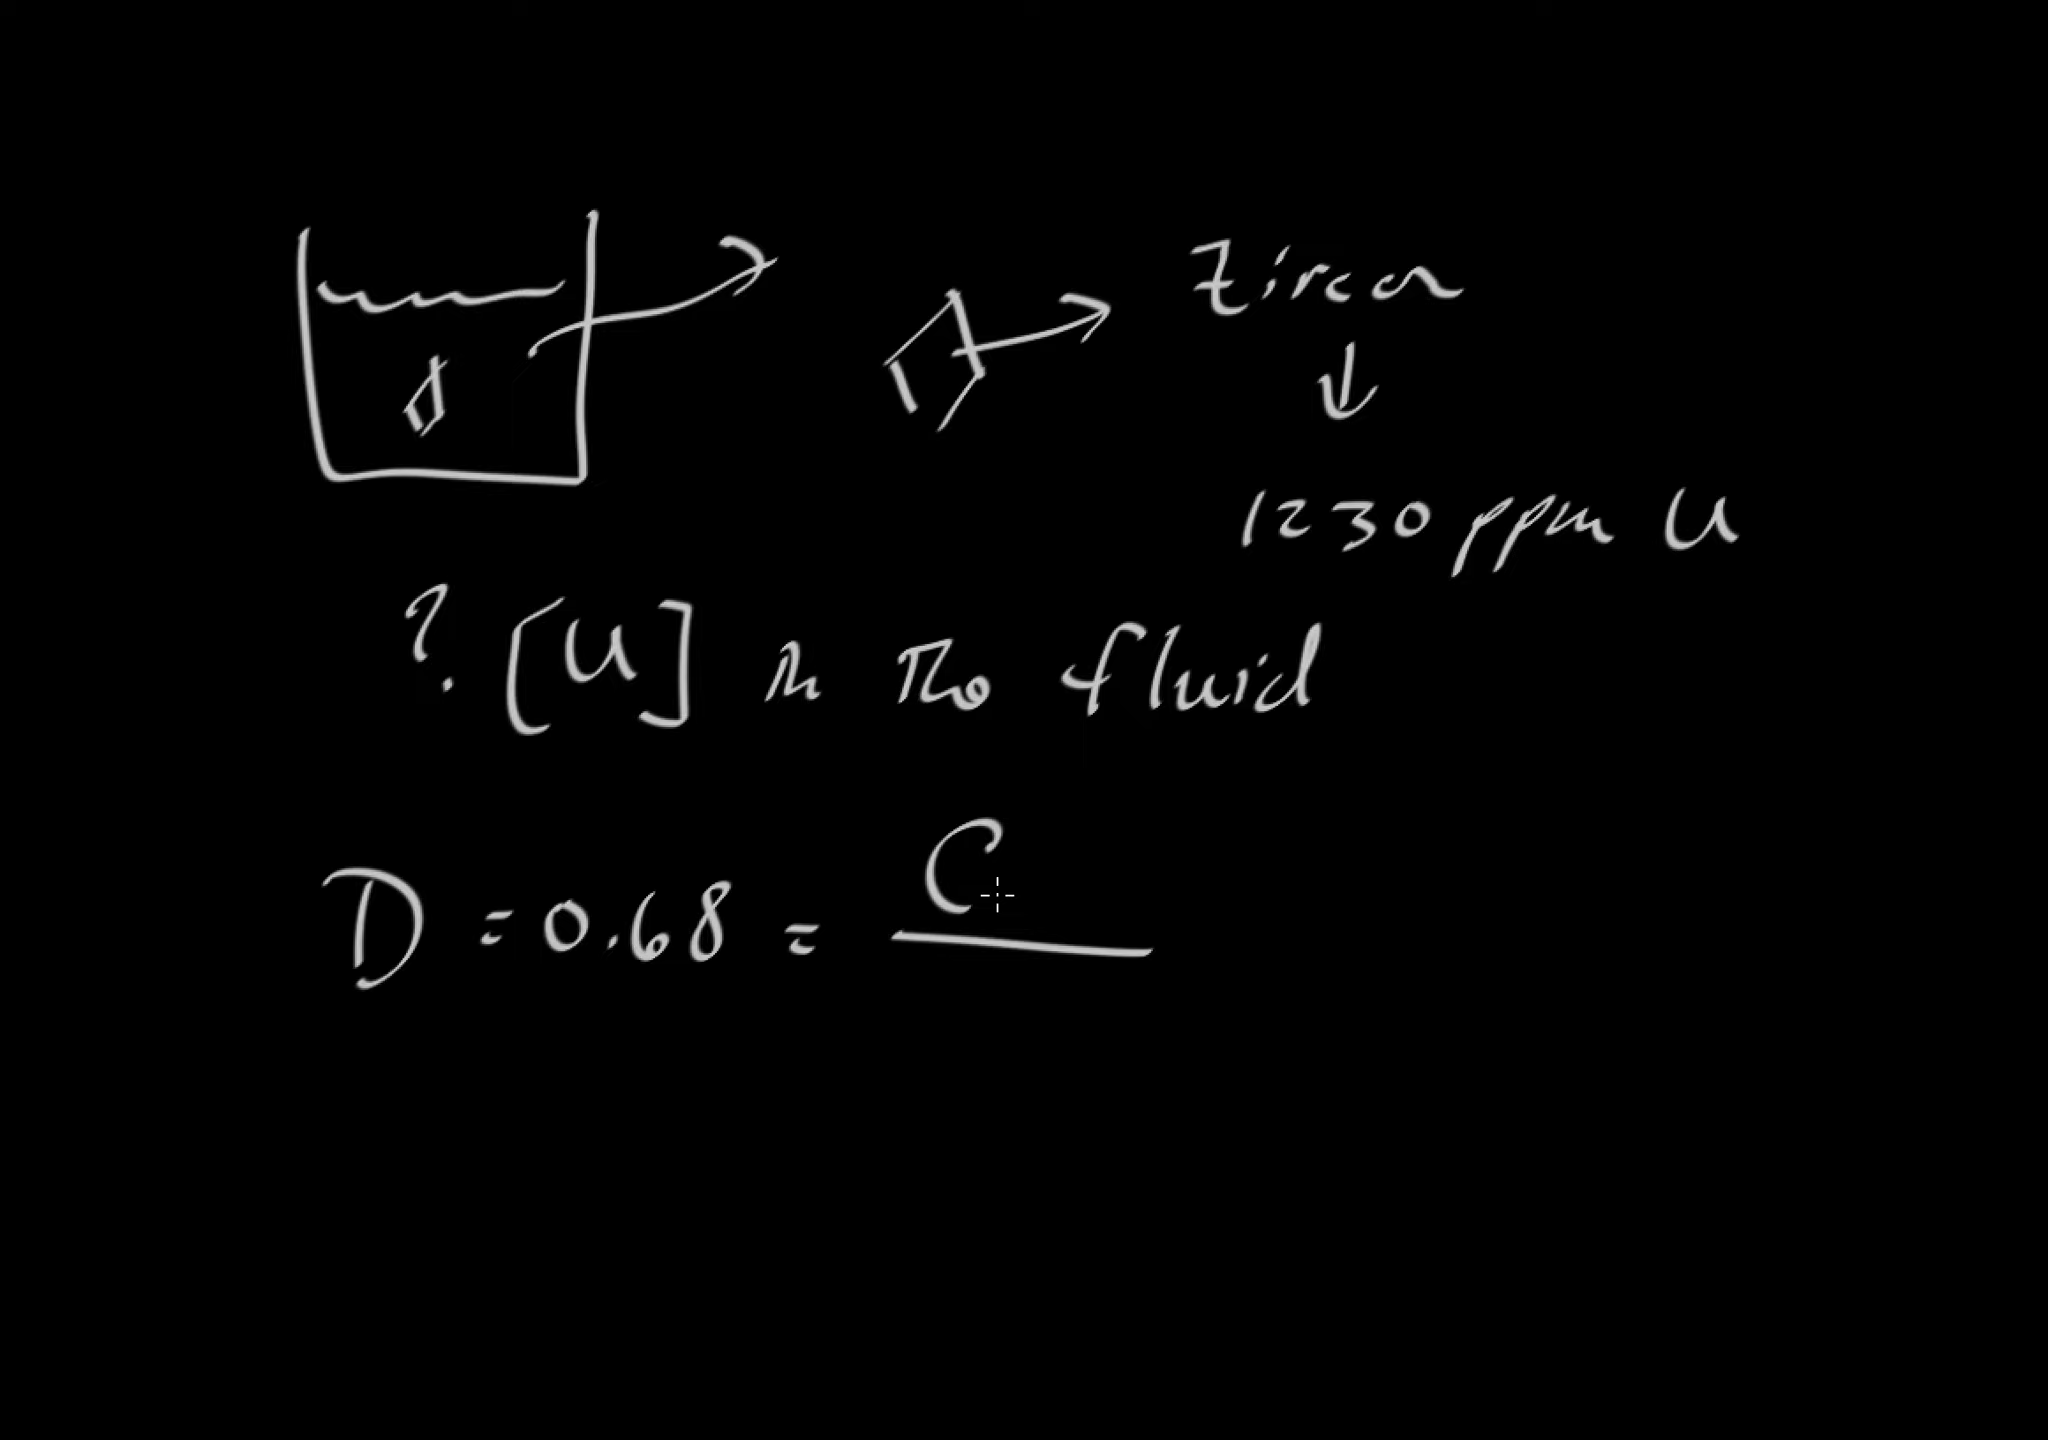 Zircon
1230 ppm U
? [U] in the fluid
D = 0.68 = C